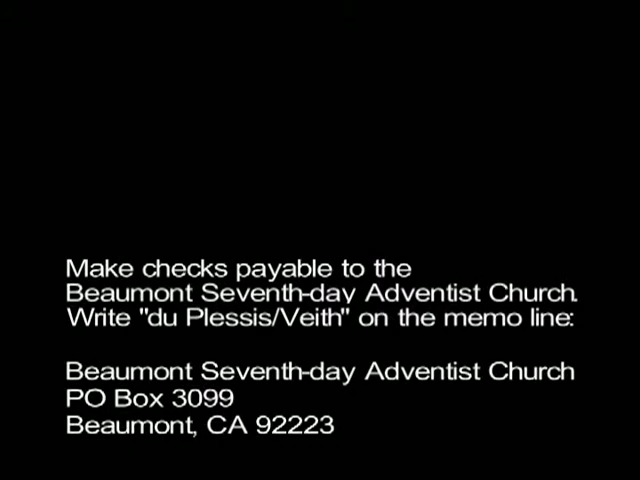 Make checks payable to the
Beaumont Seventh-day Adventist Church.
Write "du Plessis/Veith" on the memo line:
Beaumont Seventh-day Adventist Church
PO Box 3099
Beaumont, CA 92223